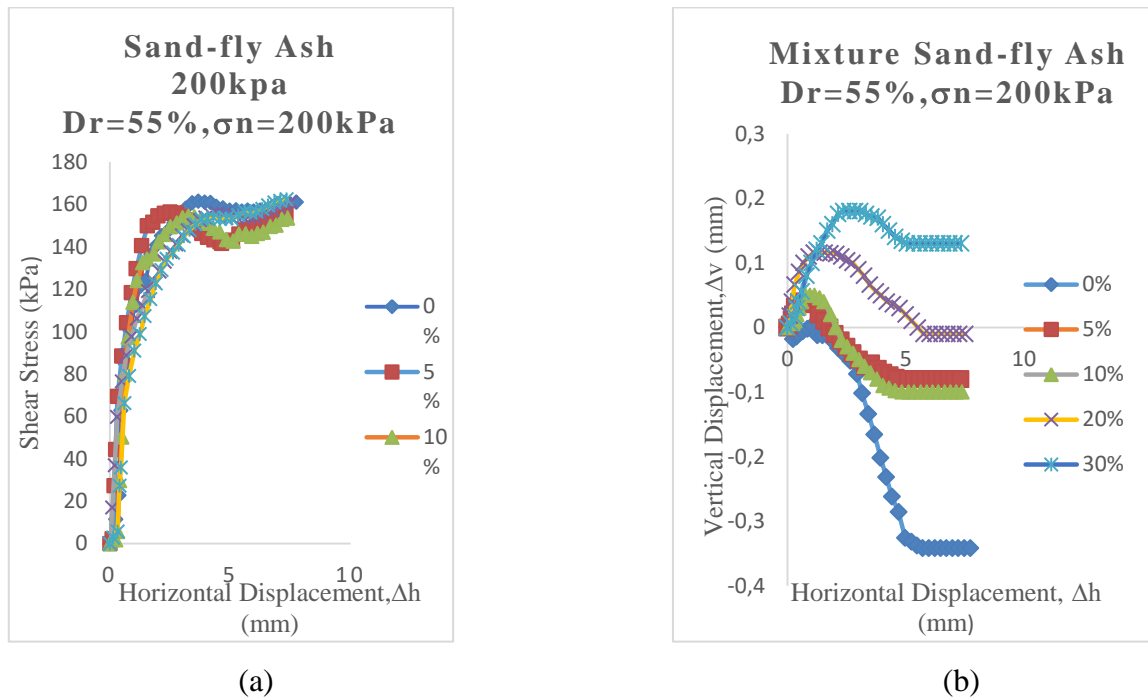 Sand-fly Ash
200kpa
Dr=55%,σn=200kPa
180
160
140
120
100
80
60
40
20
0
Shear Stress (kPa)
0
5
10
Horizontal Displacement,Δh
(mm)
0
%
5
%
10
%
(a)
Mixture Sand-fly Ash
Dr=55%,σn=200kPa
0,3
0,2
0,1
0
-0,1
-0,2
-0,3
-0,4
Vertical Displacement,Δv (mm)
0
5
10
Horizontal Displacement, Δh
(mm)
0%
5%
10%
20%
30%
(b)